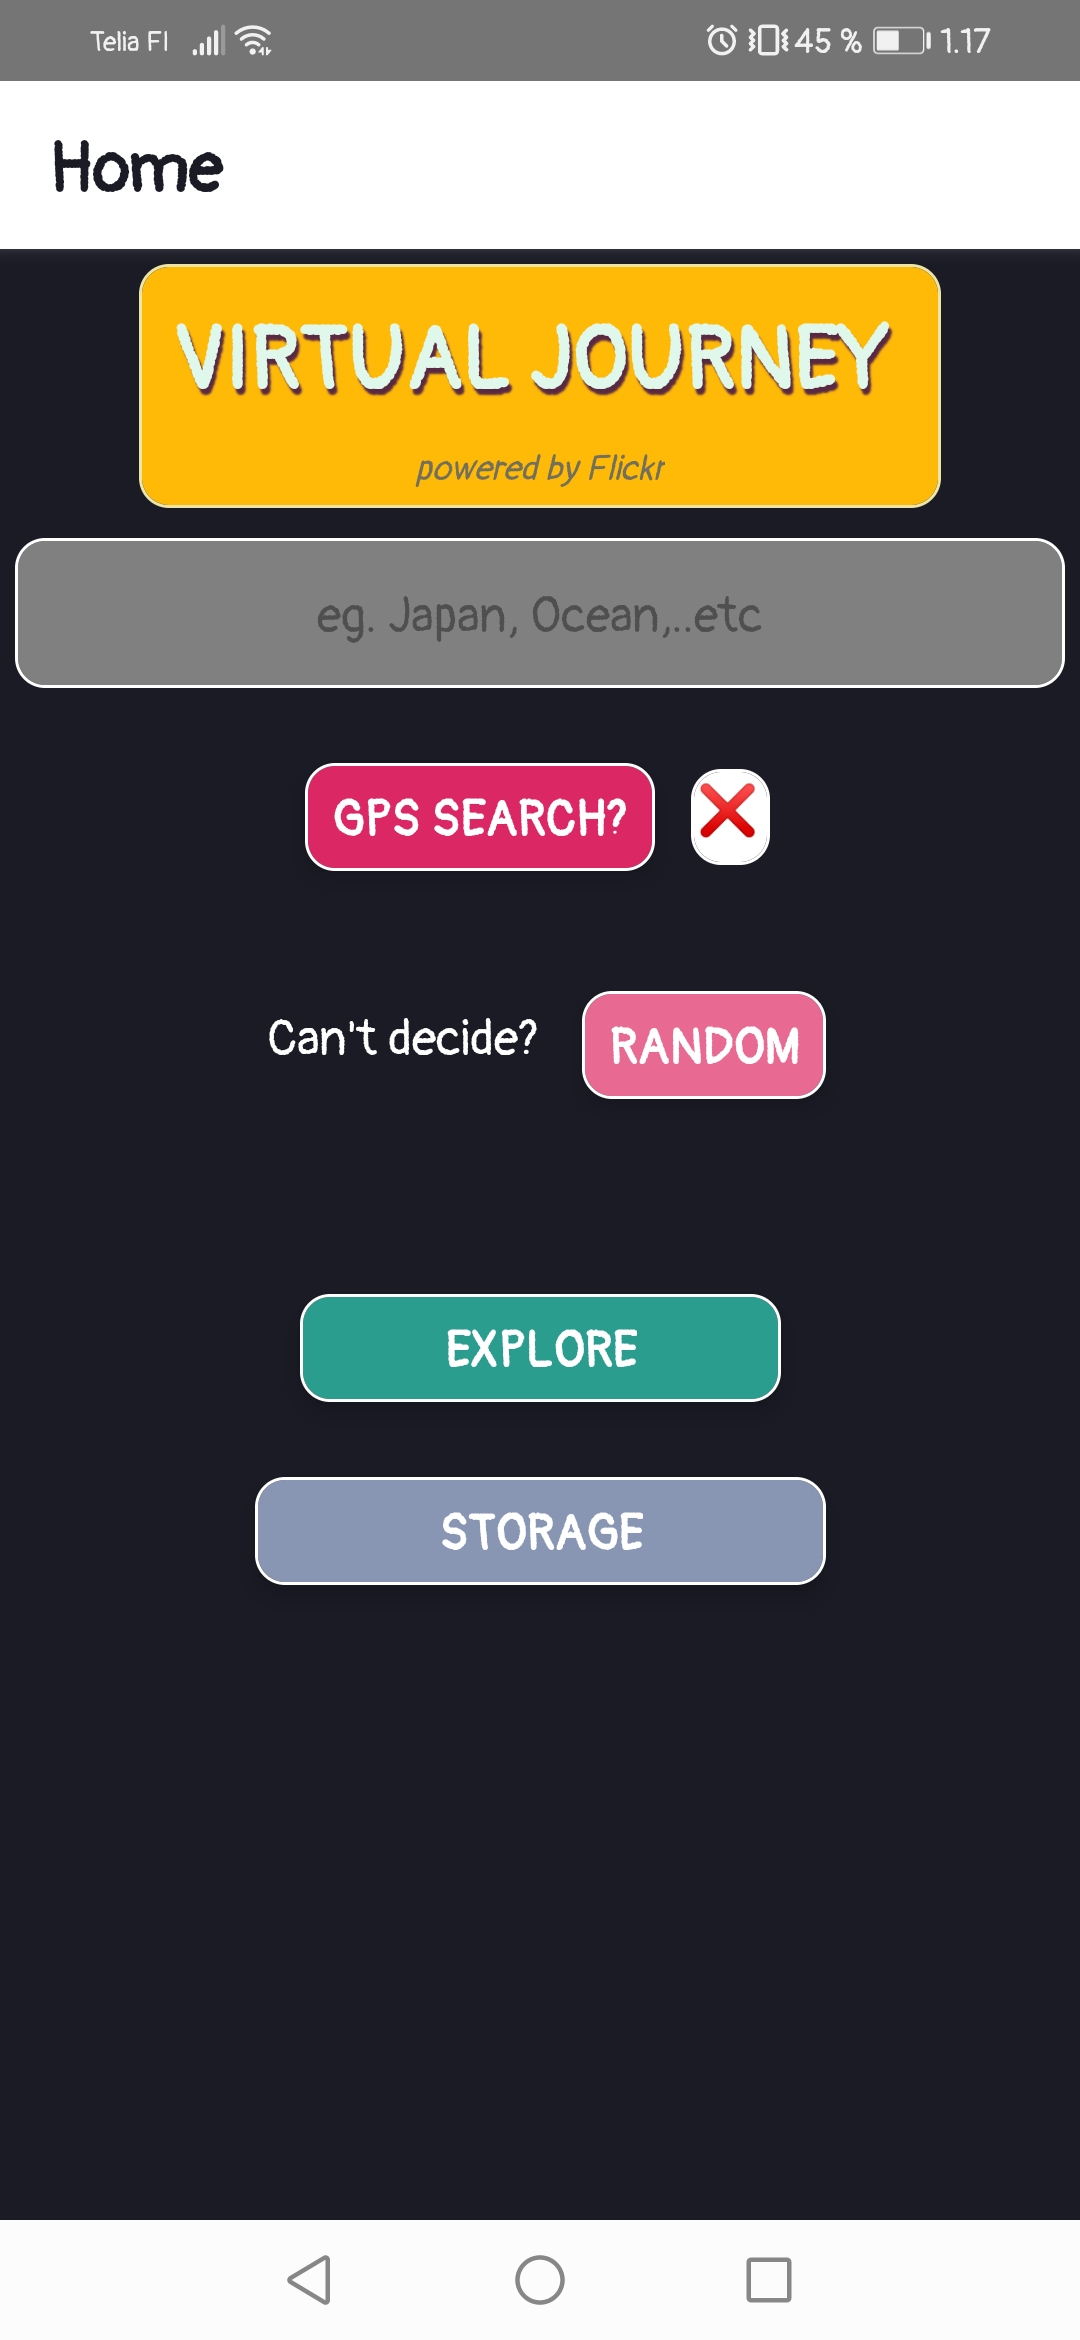 Telia FI 45 % 1.17
Home
VIRTUAL JOURNEY
powered by Flickr
eg. Japan, Ocean,..etc
GPS SEARCH?
Can't decide? RANDOM
EXPLORE
STORAGE